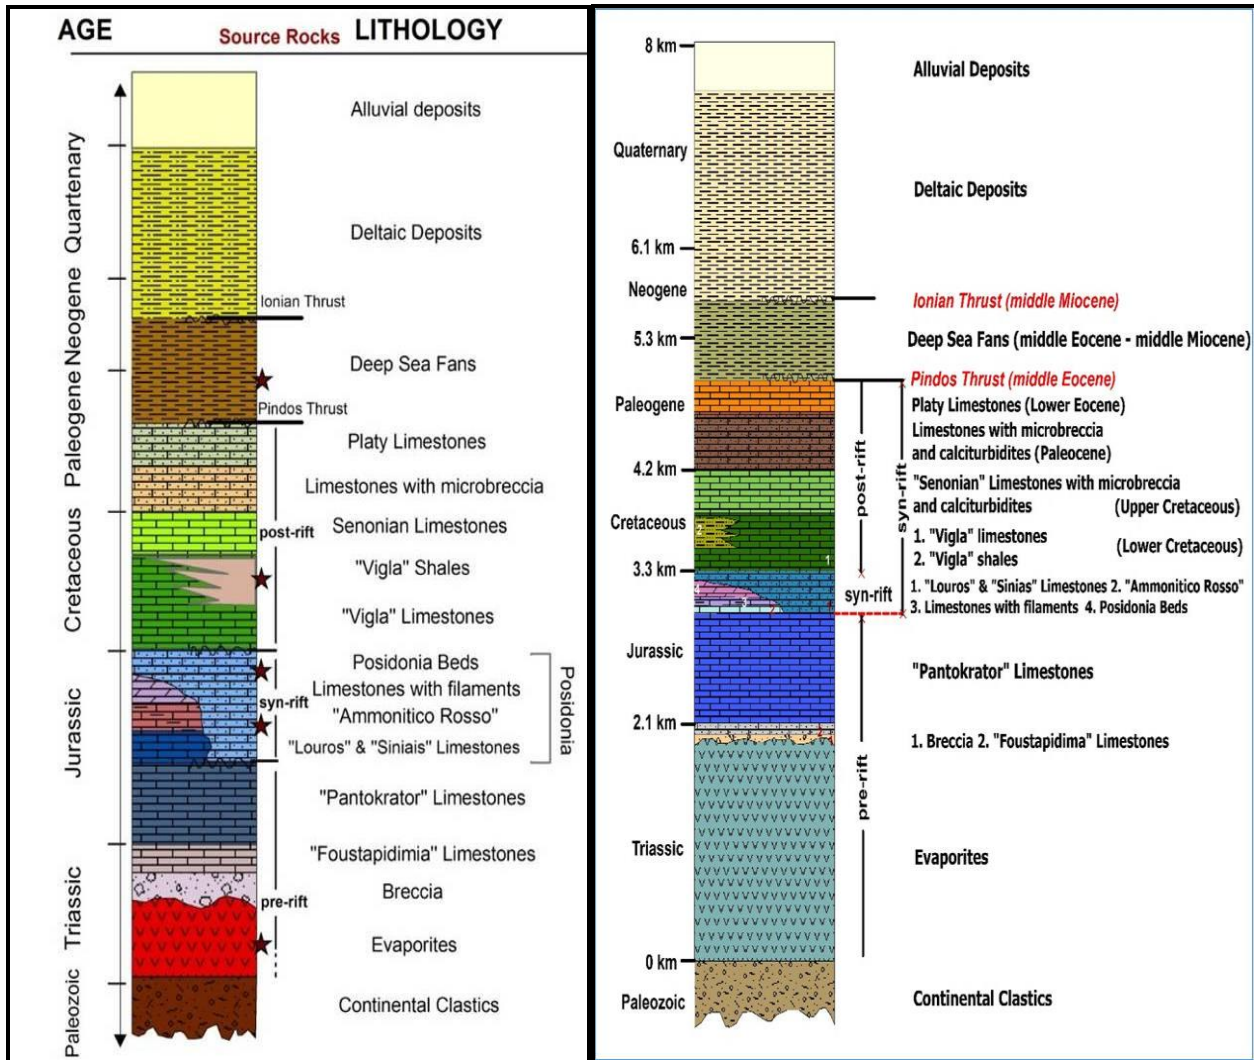 AGE Source Rocks LITHOLOGY
Alluvial deposits
Quartenary
Deltaic Deposits
Neogene
Ionian Thrust
Deep Sea Fans
Paleogene
Pindos Thrust
Platy Limestones
Limestones with microbreccia
Cretaceous
Senonian Limestones
post-rift
"Vigla" Shales
"Vigla" Limestones
Jurassic
Posidonia Beds
Limestones with filaments
syn-rift
"Ammonitico Rosso"
"Louros" & "Siniais" Limestones
Posidonia
"Pantokrator" Limestones
"Foustapidimia" Limestones
Triassic
Breccia
pre-rift
Evaporites
Paleozoic
Continental Clastics
8 km
Alluvial Deposits
Quaternary
Deltaic Deposits
6.1 km
Neogene
Ionian Thrust (middle Miocene)
5.3 km
Deep Sea Fans (middle Eocene - middle Miocene)
Pindos Thrust (middle Eocene)
Paleogene
Platy Limestones (Lower Eocene)
Limestones with microbreccia
and calciturbidites (Paleocene)
4.2 km
post-rift
syn-rift
"Senonian" Limestones with microbreccia
and calciturbidites (Upper Cretaceous)
Cretaceous
2
1
1. "Vigla" limestones
2. "Vigla" shales
(Lower Cretaceous)
3.3 km
4
3
syn-rift
1. "Louros" & "Sinias" Limestones 2. "Ammonitico Rosso"
3. Limestones with filaments 4. Posidonia Beds
Jurassic
"Pantokrator" Limestones
2.1 km
1. Breccia 2. "Foustapidima" Limestones
pre-rift
Triassic
Evaporites
0 km
Paleozoic
Continental Clastics